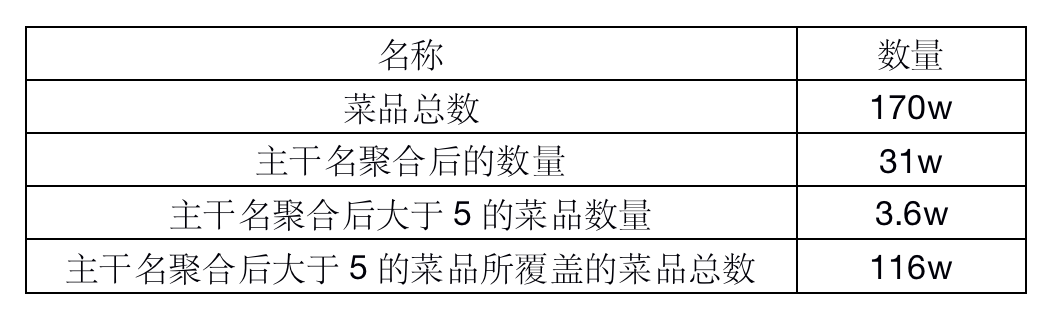 名称 数量
菜品总数 170w
主干名聚合后的数量 31w
主干名聚合后大于 5 的菜品数量 3.6w
主干名聚合后大于 5 的菜品所覆盖的菜品总数 116w